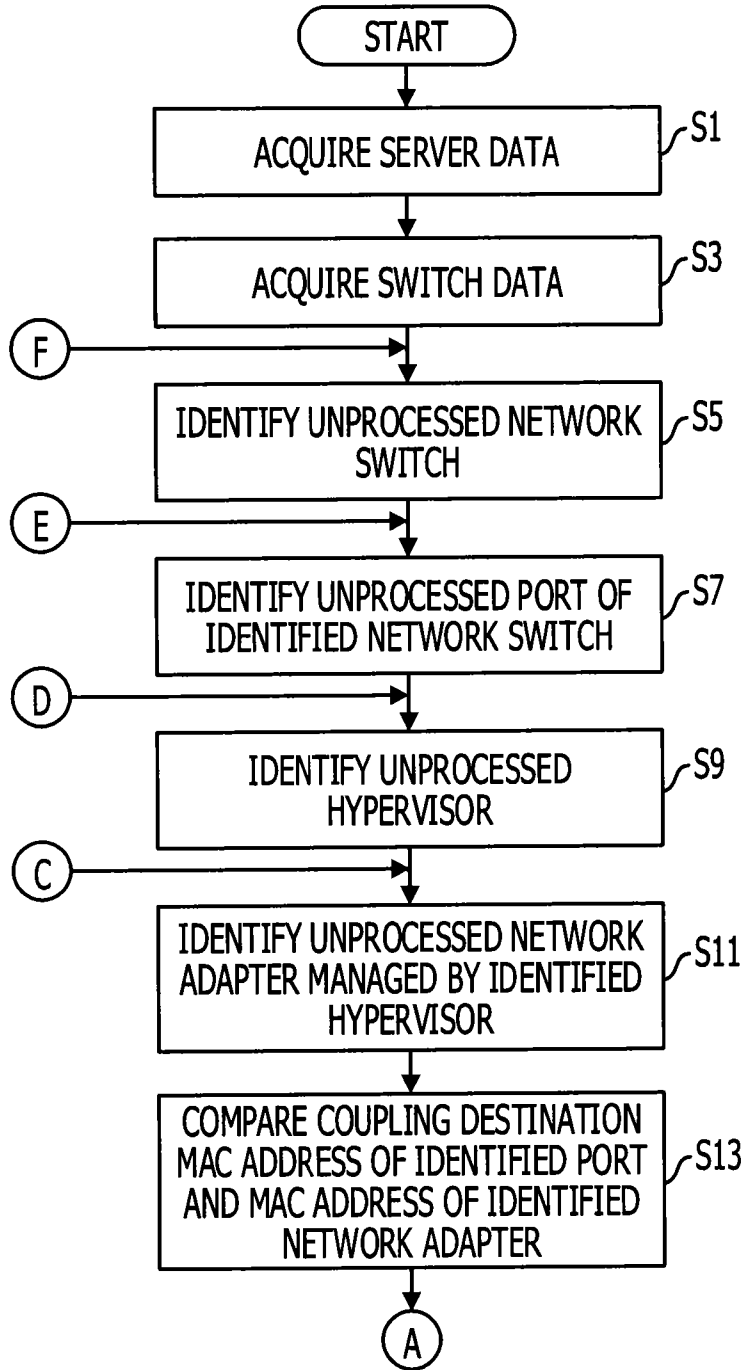 START
ACQUIRE SERVER DATA
S1
ACQUIRE SWITCH DATA
S3
F
IDENTIFY UNPROCESSED NETWORK
SWITCH
S5
E
IDENTIFY UNPROCESSED PORT OF
IDENTIFIED NETWORK SWITCH
S7
D
IDENTIFY UNPROCESSED
HYPERVISOR
S9
C
IDENTIFY UNPROCESSED NETWORK
ADAPTER MANAGED BY IDENTIFIED
HYPERVISOR
S11
COMPARE COUPLING DESTINATION
MAC ADDRESS OF IDENTIFIED PORT
AND MAC ADDRESS OF IDENTIFIED
NETWORK ADAPTER
S13
A